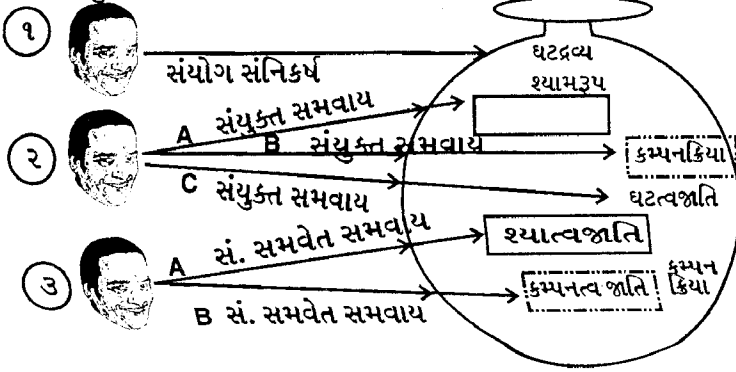 ૧
સંયોગ સંનિકર્ષ
ઘટદ્રવ્ય
શ્યામરૂપ
૨
A સંયુક્ત સમવાય
B સંયુક્ત સમવાય
કમ્પનક્રિયા
C સંયુક્ત સમવાય
ઘટત્વજાતિ
૩
A સં. સમવેત સમવાય
શ્યાત્વજાતિ
B સં. સમવેત સમવાય
કમ્પનત્વ જાતિ
કમ્પન
ક્રિયા